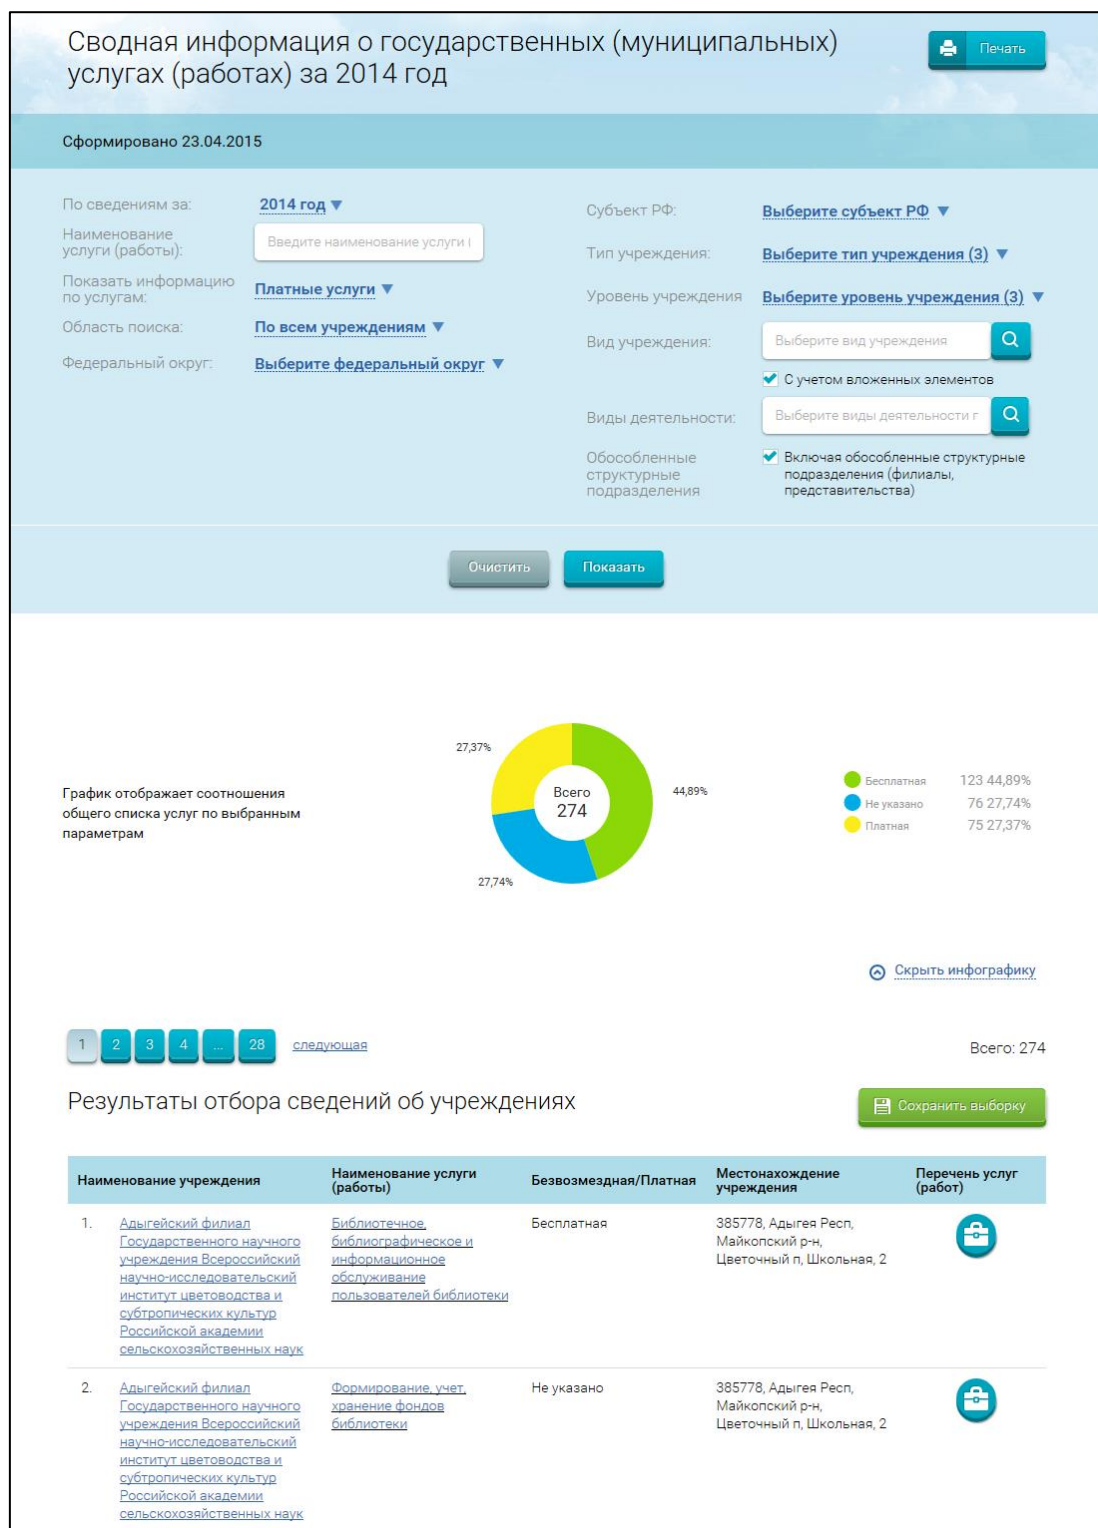 Сводная информация о государственных (муниципальных)
услугах (работах) за 2014 год
Печать
Сформировано 23.04.2015
По сведениям за:
2014 год
Наименование
услуги (работы):
Введите наименование услуги
Показать информацию
по услугам:
Платные услуги
Область поиска:
По всем учреждениям
Федеральный округ:
Выберите федеральный округ
Субъект РФ:
Выберите субъект РФ
Тип учреждения:
Выберите тип учреждения (3)
Уровень учреждения
Выберите уровень учреждения (3)
Вид учреждения:
Выберите вид учреждения
С учетом вложенных элементов
Виды деятельности:
Выберите виды деятельности г
Обособленные
структурные
подразделения
Включая обособленные структурные
подразделения (филиалы,
представительства)
Очистить
Показать
График отображает соотношения
общего списка услуг по выбранным
параметрам
27,37%
Всего
274
44,89%
27,74%
Бесплатная 123 44,89%
Не указано 76 27,74%
Платная 75 27,37%
Скрыть инфографику
1 2 3 4 ... 28 следующая
Всего: 274
Результаты отбора сведений об учреждениях
Сохранить выборку
Наименование учреждения
Наименование услуги
(работы)
Безвозмездная/Платная
Местонахождение
учреждения
Перечень услуг
(работ)
1.
Адыгейский филиал
Государственного научного
учреждения Всероссийский
научно-исследовательский
институт цветоводства и
субтропических культур
Российской академии
сельскохозяйственных наук
Библиотечное,
библиографическое и
информационное
обслуживание
пользователей библиотеки
Бесплатная
385778, Адыгея Респ,
Майкопский р-н,
Цветочный п, Школьная, 2
2.
Адыгейский филиал
Государственного научного
учреждения Всероссийский
научно-исследовательский
институт цветоводства и
субтропических культур
Российской академии
сельскохозяйственных наук
Формирование, учет,
хранение фондов
библиотеки
Не указано
385778, Адыгея Респ,
Майкопский р-н,
Цветочный п, Школьная, 2